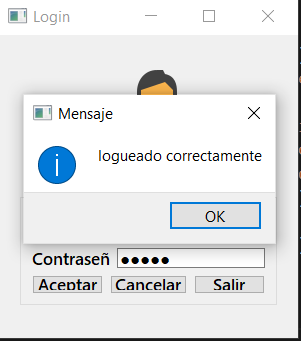 Login
Mensaje
logueado correctamente
OK
Contraseñ
●●●●●
Aceptar
Cancelar
Salir